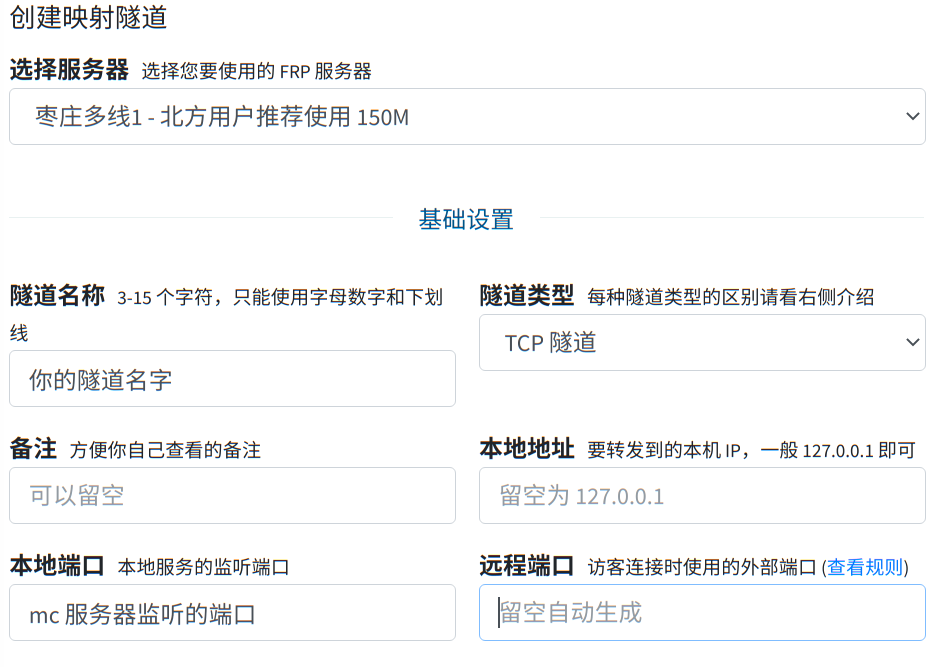 创建映射隧道
选择服务器 选择您要使用的 FRP 服务器
枣庄多线1 - 北方用户推荐使用 150M
基础设置
隧道名称 3-15 个字符，只能使用字母数字和下划
线
你的隧道名字
隧道类型 每种隧道类型的区别请看右侧介绍
TCP 隧道
备注 方便你自己查看的备注
可以留空
本地地址 要转发到的本机 IP，一般 127.0.0.1 即可
留空为 127.0.0.1
本地端口 本地服务的监听端口
mc 服务器监听的端口
远程端口 访客连接时使用的外部端口 (查看规则)
留空自动生成